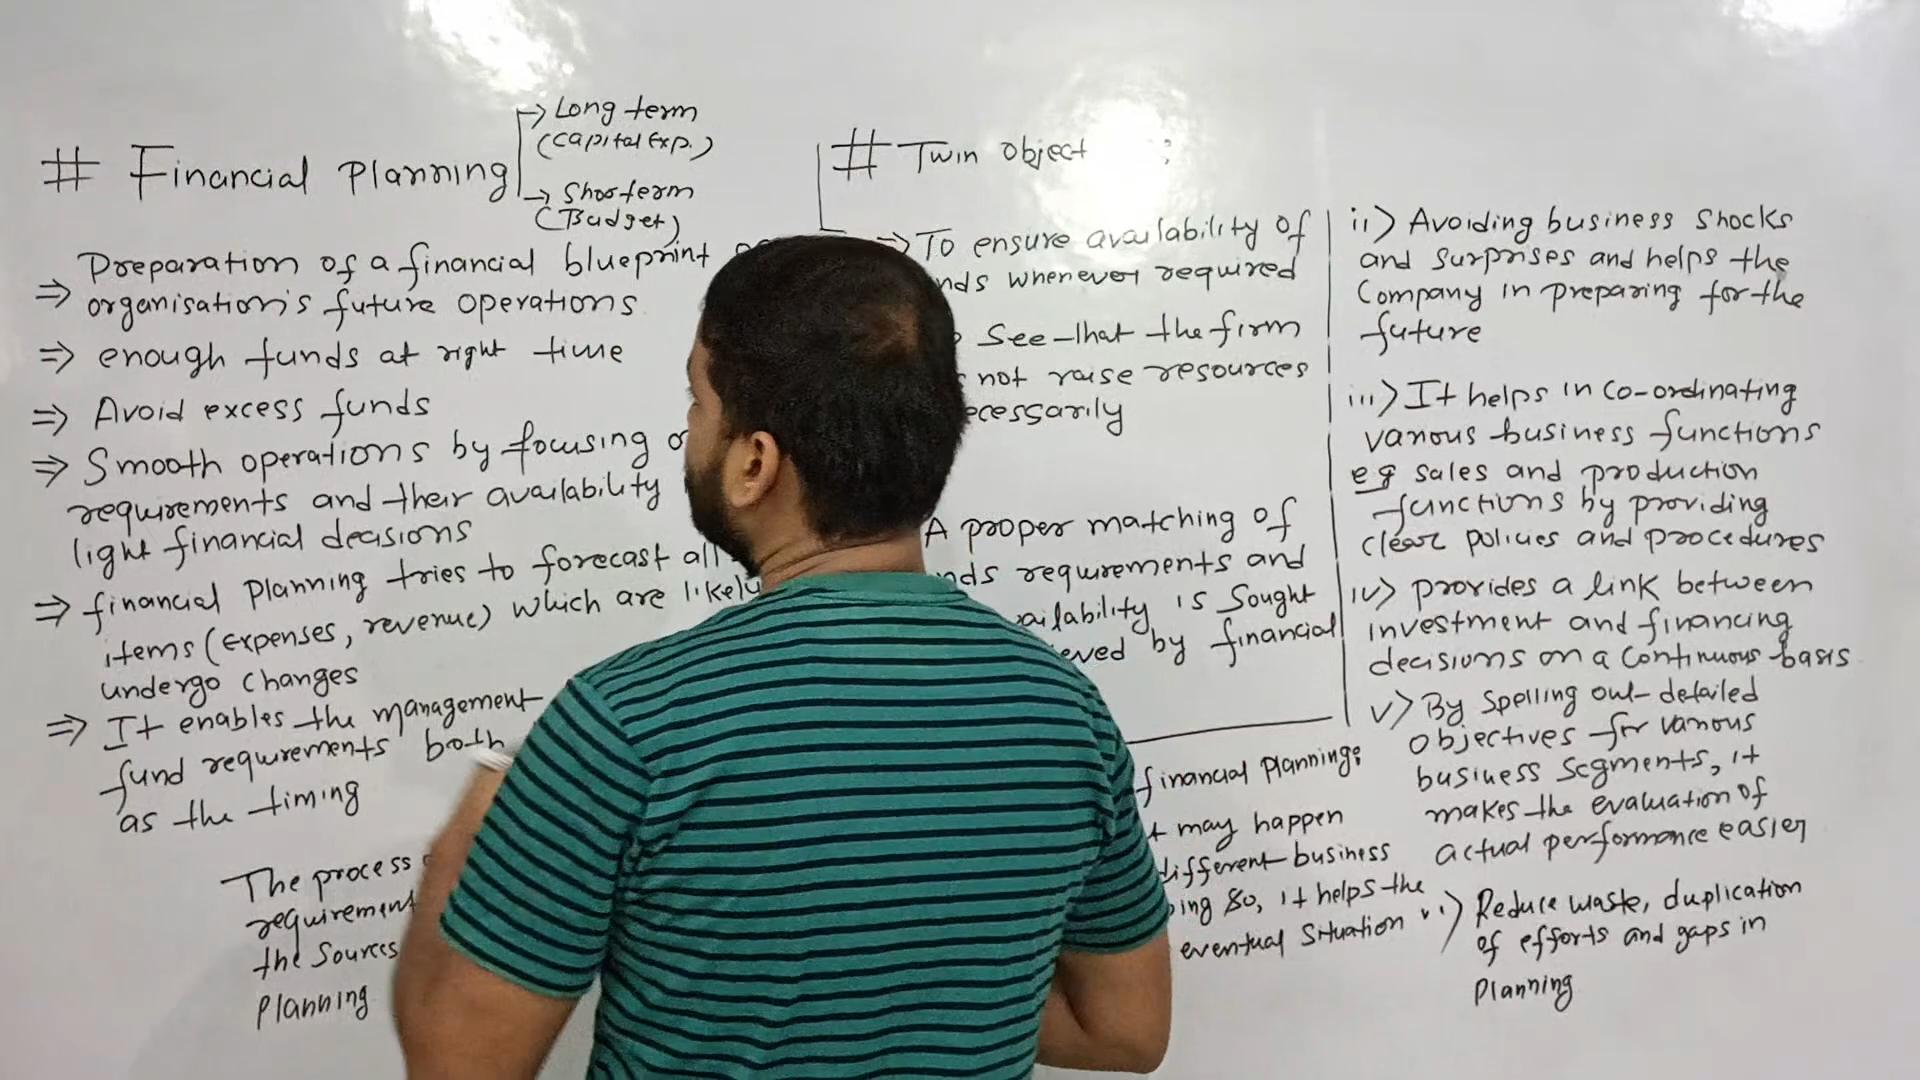 # Financial Planning
→ Long term
(Capital Exp.)
→ Shorterm
(Budget)
⇒ Preparation of a financial blueprint
organisation's future operations
⇒ enough funds at right time
⇒ Avoid excess funds
⇒ Smooth operations by focusing
requirements and their availability
light financial decisions
⇒ financial planning tries to forecast all
items (expenses, revenue) which are likely
undergo changes
⇒ It enables the management
fund requirements both
as the timing
The process
requirement
the Sources
planning
# Twin object :
⇒ To ensure availability of
whenever required
See that the firm
not raise resources
A proper matching of
requirements and
is sought
by financial
financial planning:
may happen
different business
so, it helps the
eventual situation
ii) Avoiding business shocks
and surprises and helps the
Company in preparing for the
future
iii) It helps in co-ordinating
various business functions
eg sales and production
functions by providing
clear policies and procedures
iv) provides a link between
investment and financing
decisions on a continuous basis
v) By spelling out detailed
objectives for various
business segments, it
makes the evaluation of
actual performance easier
vi) Reduce waste, duplication
of efforts and gaps in
planning